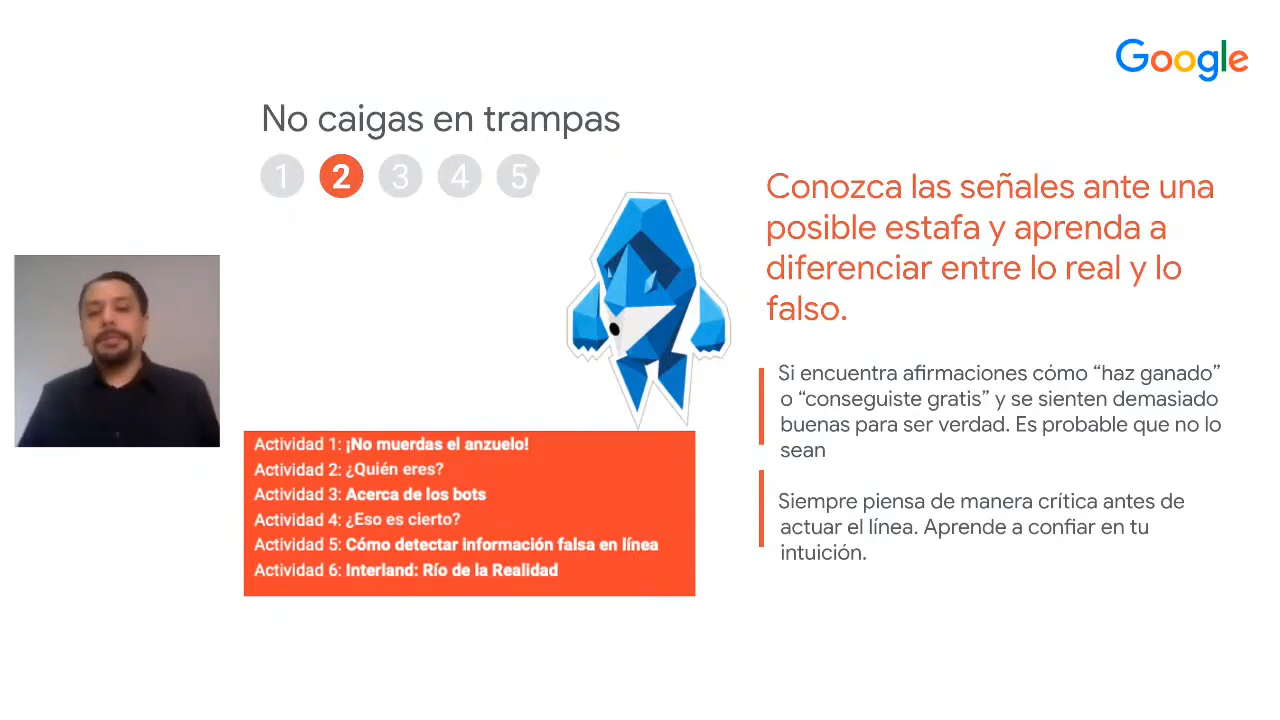 Google
No caigas en trampas
1 2 3 4 5
Conozca las señales ante una
posible estafa y aprenda a
diferenciar entre lo real y lo
falso.
Si encuentra afirmaciones cómo “haz ganado”
o “conseguiste gratis” y se sienten demasiado
buenas para ser verdad. Es probable que no lo
sean
Siempre piensa de manera crítica antes de
actuar el línea. Aprende a confiar en tu
intuición.
Actividad 1: ¡No muerdas el anzuelo!
Actividad 2: ¿Quién eres?
Actividad 3: Acerca de los bots
Actividad 4: ¿Eso es cierto?
Actividad 5: Cómo detectar información falsa en línea
Actividad 6: Interland: Río de la Realidad